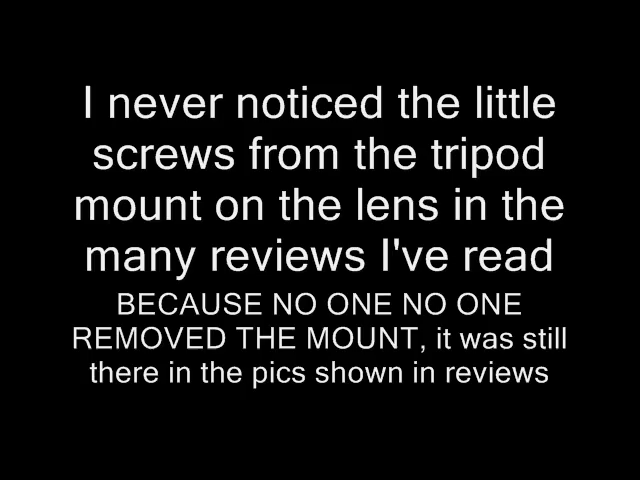 I never noticed the little
screws from the tripod
mount on the lens in the
many reviews I've read
BECAUSE NO ONE NO ONE
REMOVED THE MOUNT, it was still
there in the pics shown in reviews